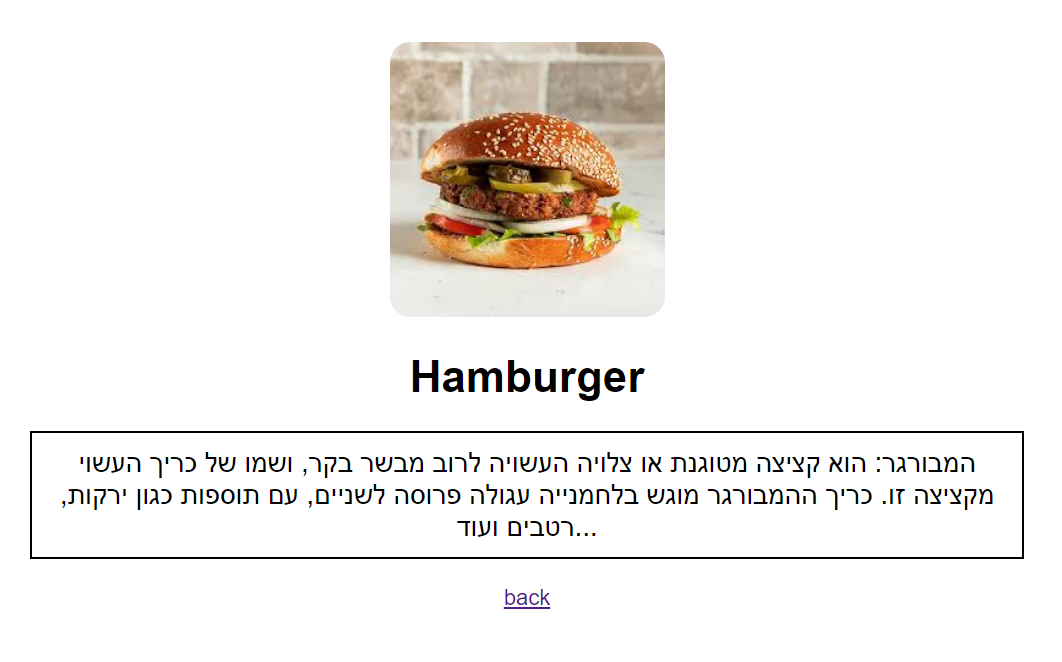 Hamburger
המבורגר: הוא קציצה מטוגנת או צלויה העשויה לרוב מבשר בקר, ושמו של כריך העשוי
מקציצה זו. כריך ההמבורגר מוגש בלחמנייה עגולה פרוסה לשניים, עם תוספות כגון ירקות,
רטבים ועוד...
back